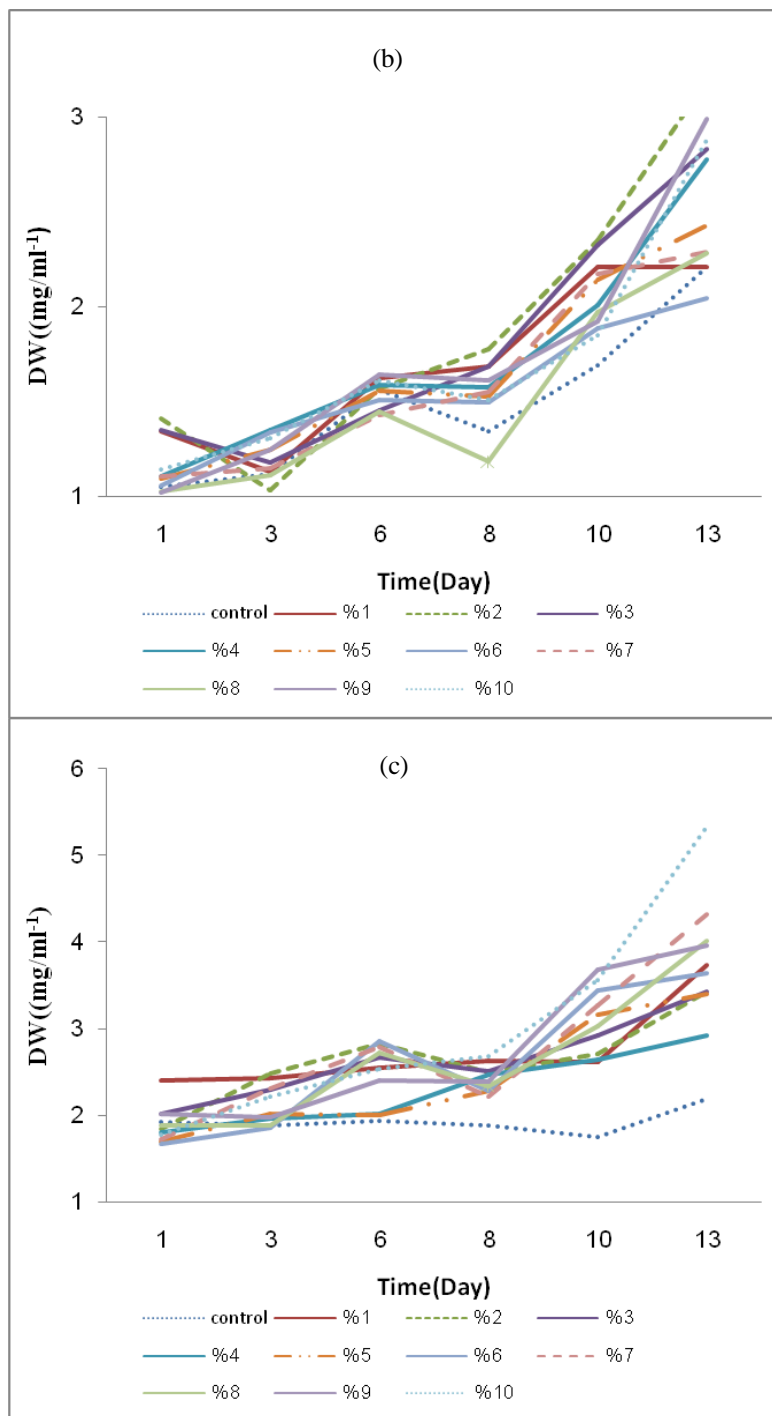 (b)
3
2
1
DW((mg/ml-1)
1 3 6 8 10 13
Time(Day)
control %1 %2 %3
%4 %5 %6 %7
%8 %9 %10
(c)
6
5
4
3
2
1
DW((mg/ml-1)
1 3 6 8 10 13
Time(Day)
control %1 %2 %3
%4 %5 %6 %7
%8 %9 %10